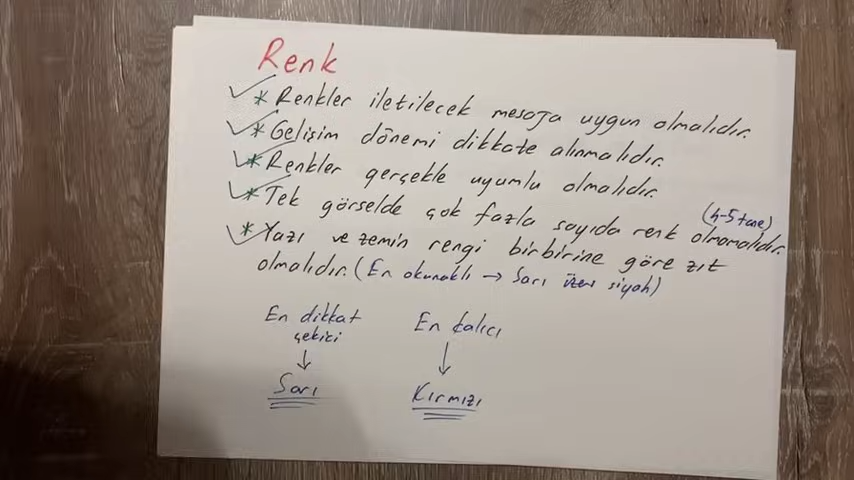 Renk
* Renkler iletilecek mesaja uygun olmalıdır.
* Gelişim dönemi dikkate alınmalıdır.
* Renkler gerçekle uyumlu olmalıdır.
* Tek görselde çok fazla sayıda renk olmamalıdır. (4-5 tane)
* Yazı ve zemin rengi birbirine göre zıt
olmalıdır. (En okunaklı → Sarı üzeri siyah)
En dikkat
çekici
↓
Sarı
En kalıcı
↓
Kırmızı